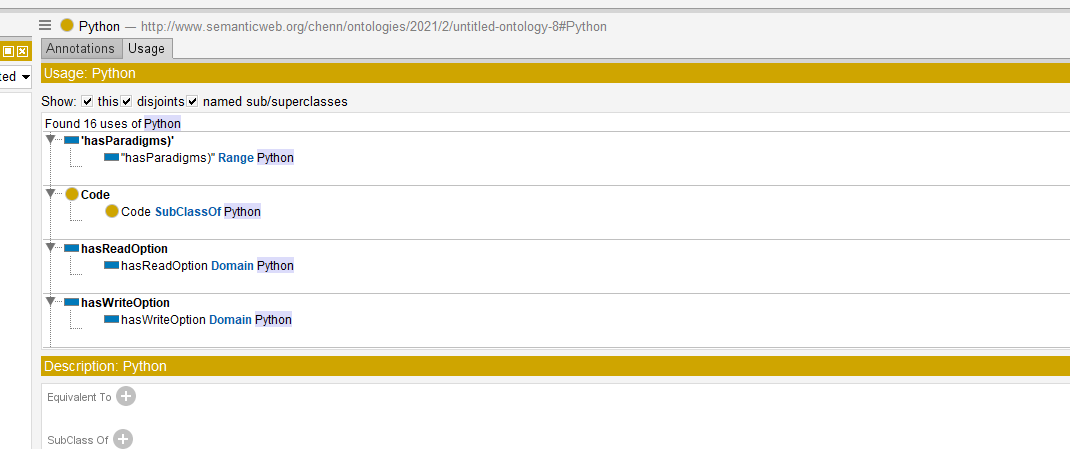 Python — http://www.semanticweb.org/chenn/ontologies/2021/2/untitled-ontology-8#Python
Annotations Usage
Usage: Python
ted
Show: this disjoints named sub/superclasses
Found 16 uses of Python
'hasParadigms)'
"hasParadigms)" Range Python
Code
Code SubClassOf Python
hasReadOption
hasReadOption Domain Python
hasWriteOption
hasWriteOption Domain Python
Description: Python
Equivalent To
SubClass Of